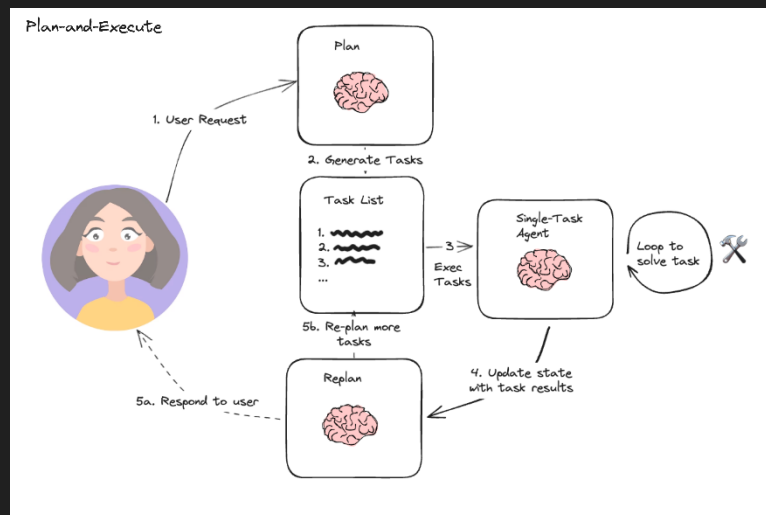 Plan-and-Execute
Plan
1. User Request
2. Generate Tasks
Task List
1.
2.
3.
...
3
Exec
Tasks
Single-Task
Agent
Loop to
solve task
5b. Re-plan more
tasks
4. Update state
with task results
Replan
5a. Respond to user